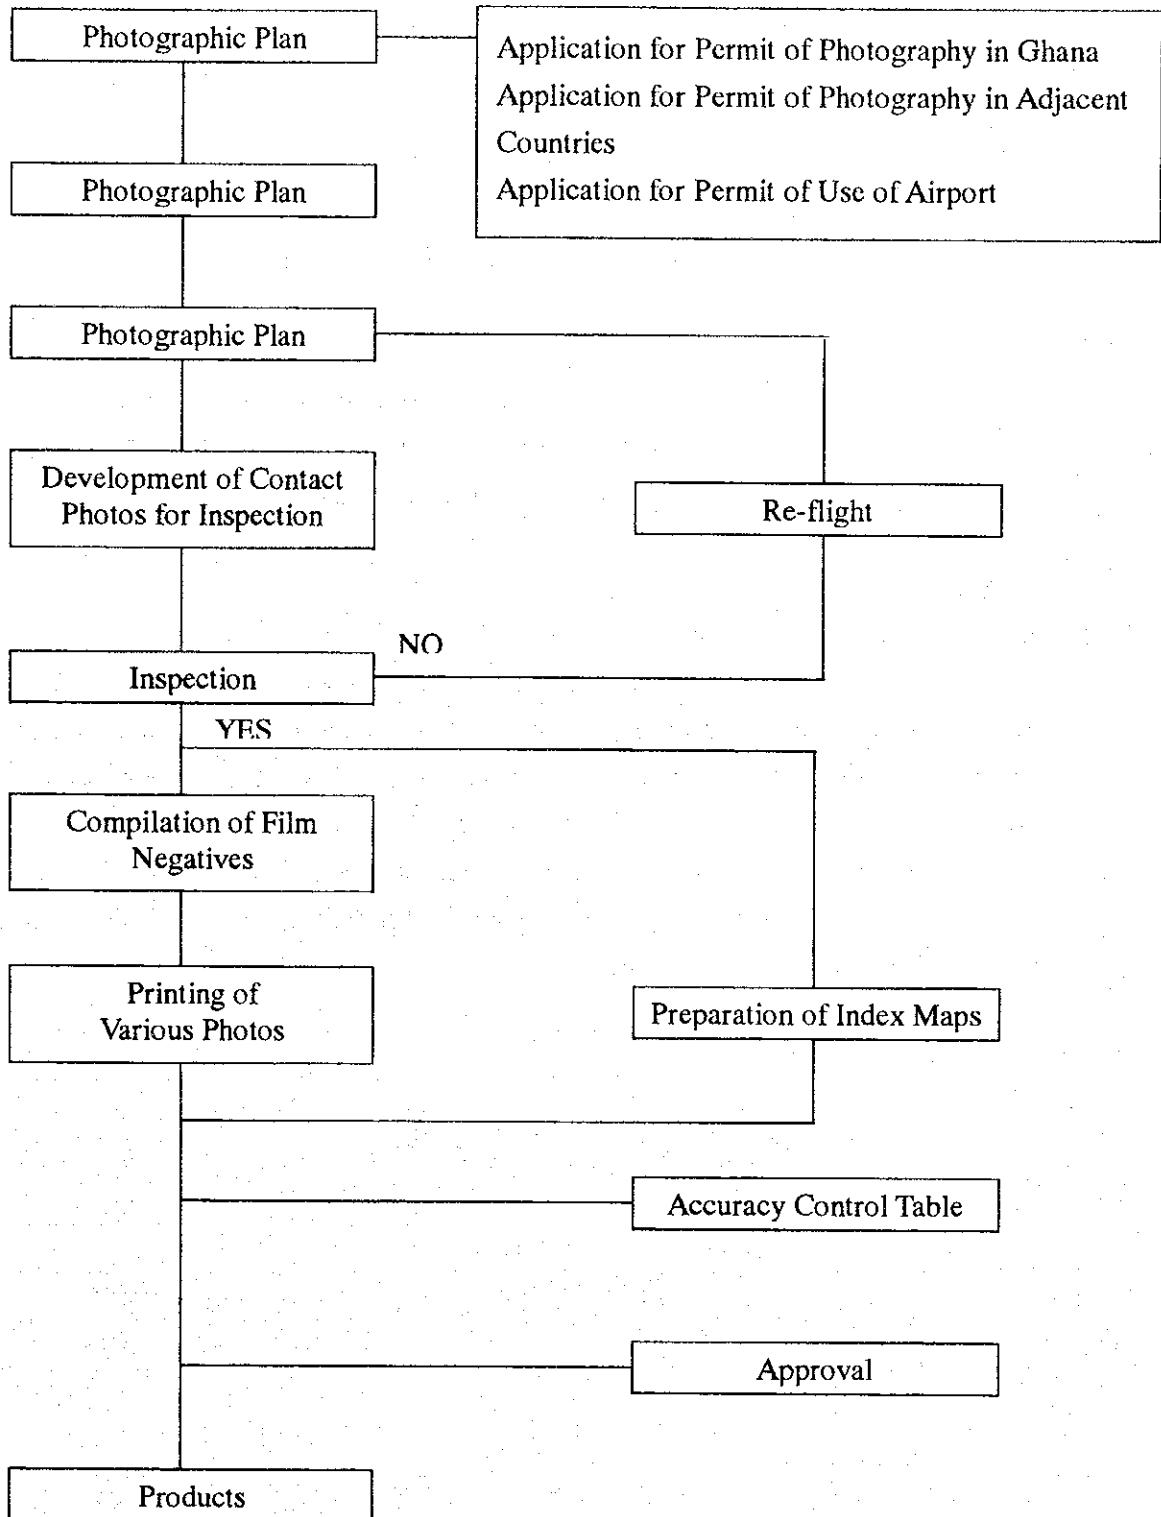 Photographic Plan
Application for Permit of Photography in Ghana
Application for Permit of Photography in Adjacent
Countries
Application for Permit of Use of Airport
Photographic Plan
Photographic Plan
Development of Contact
Photos for Inspection
Re-flight
NO
Inspection
YES
Compilation of Film
Negatives
Printing of
Various Photos
Preparation of Index Maps
Accuracy Control Table
Approval
Products